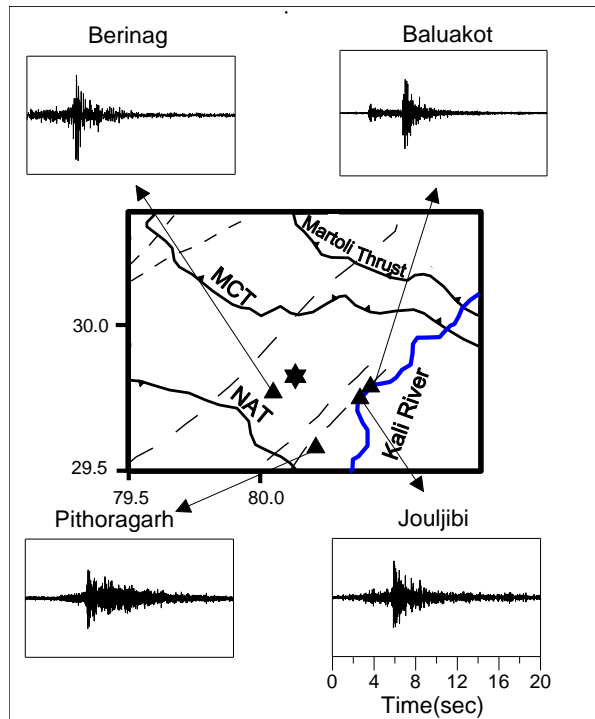 Berinag
Baluakot
Martoli Thrust
MCT
30.0
NAT
Kali River
29.5
79.5
80.0
Pithoragarh
Jouljibi
0 4 8 12 16 20
Time(sec)